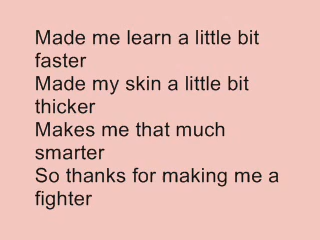 Made me learn a little bit
faster
Made my skin a little bit
thicker
Makes me that much
smarter
So thanks for making me a
fighter